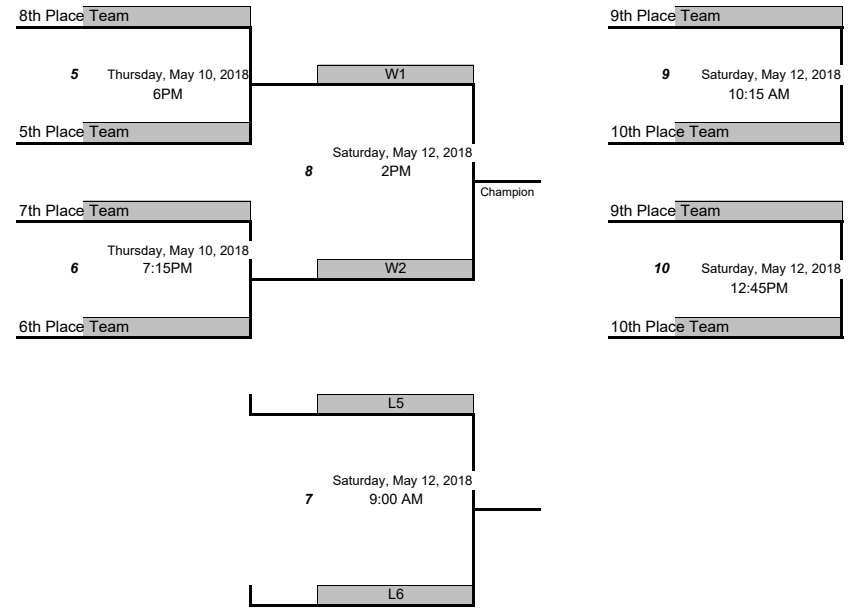 8th Place Team
5
Thursday, May 10, 2018
6PM
5th Place Team
W1
8
Saturday, May 12, 2018
2PM
Champion
7th Place Team
6
Thursday, May 10, 2018
7:15PM
6th Place Team
W2
9th Place Team
9
Saturday, May 12, 2018
10:15 AM
10th Place Team
9th Place Team
10
Saturday, May 12, 2018
12:45PM
10th Place Team
L5
7
Saturday, May 12, 2018
9:00 AM
L6